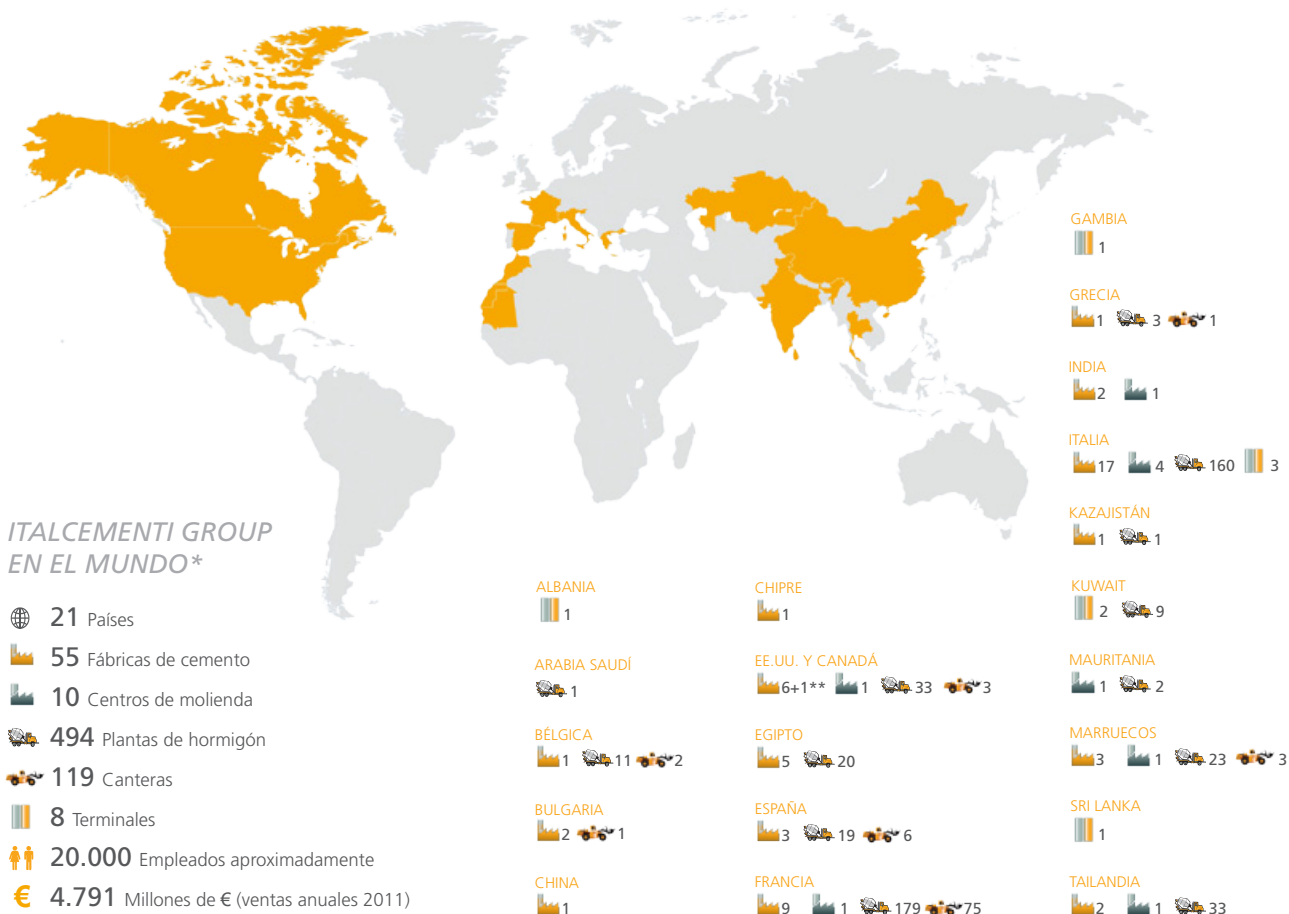 ITALCEMENTI GROUP
EN EL MUNDO*
21 Países
55 Fábricas de cemento
10 Centros de molienda
494 Plantas de hormigón
119 Canteras
8 Terminales
20.000 Empleados aproximadamente
€ 4.791 Millones de € (ventas anuales 2011)
ALBANIA
1
ARABIA SAUDÍ
1
BÉLGICA
1 11 2
BULGARIA
2 1
CHINA
1
CHIPRE
1
EE.UU. Y CANADÁ
6+1** 1 33 3
EGIPTO
5 20
ESPAÑA
3 19 6
FRANCIA
9 1 179 75
GAMBIA
1
GRECIA
1 3 1
INDIA
2 1
ITALIA
17 4 160 3
KAZAJISTÁN
1 1
KUWAIT
2 9
MAURITANIA
1 2
MARRUECOS
3 1 23 3
SRI LANKA
1
TAILANDIA
2 1 33